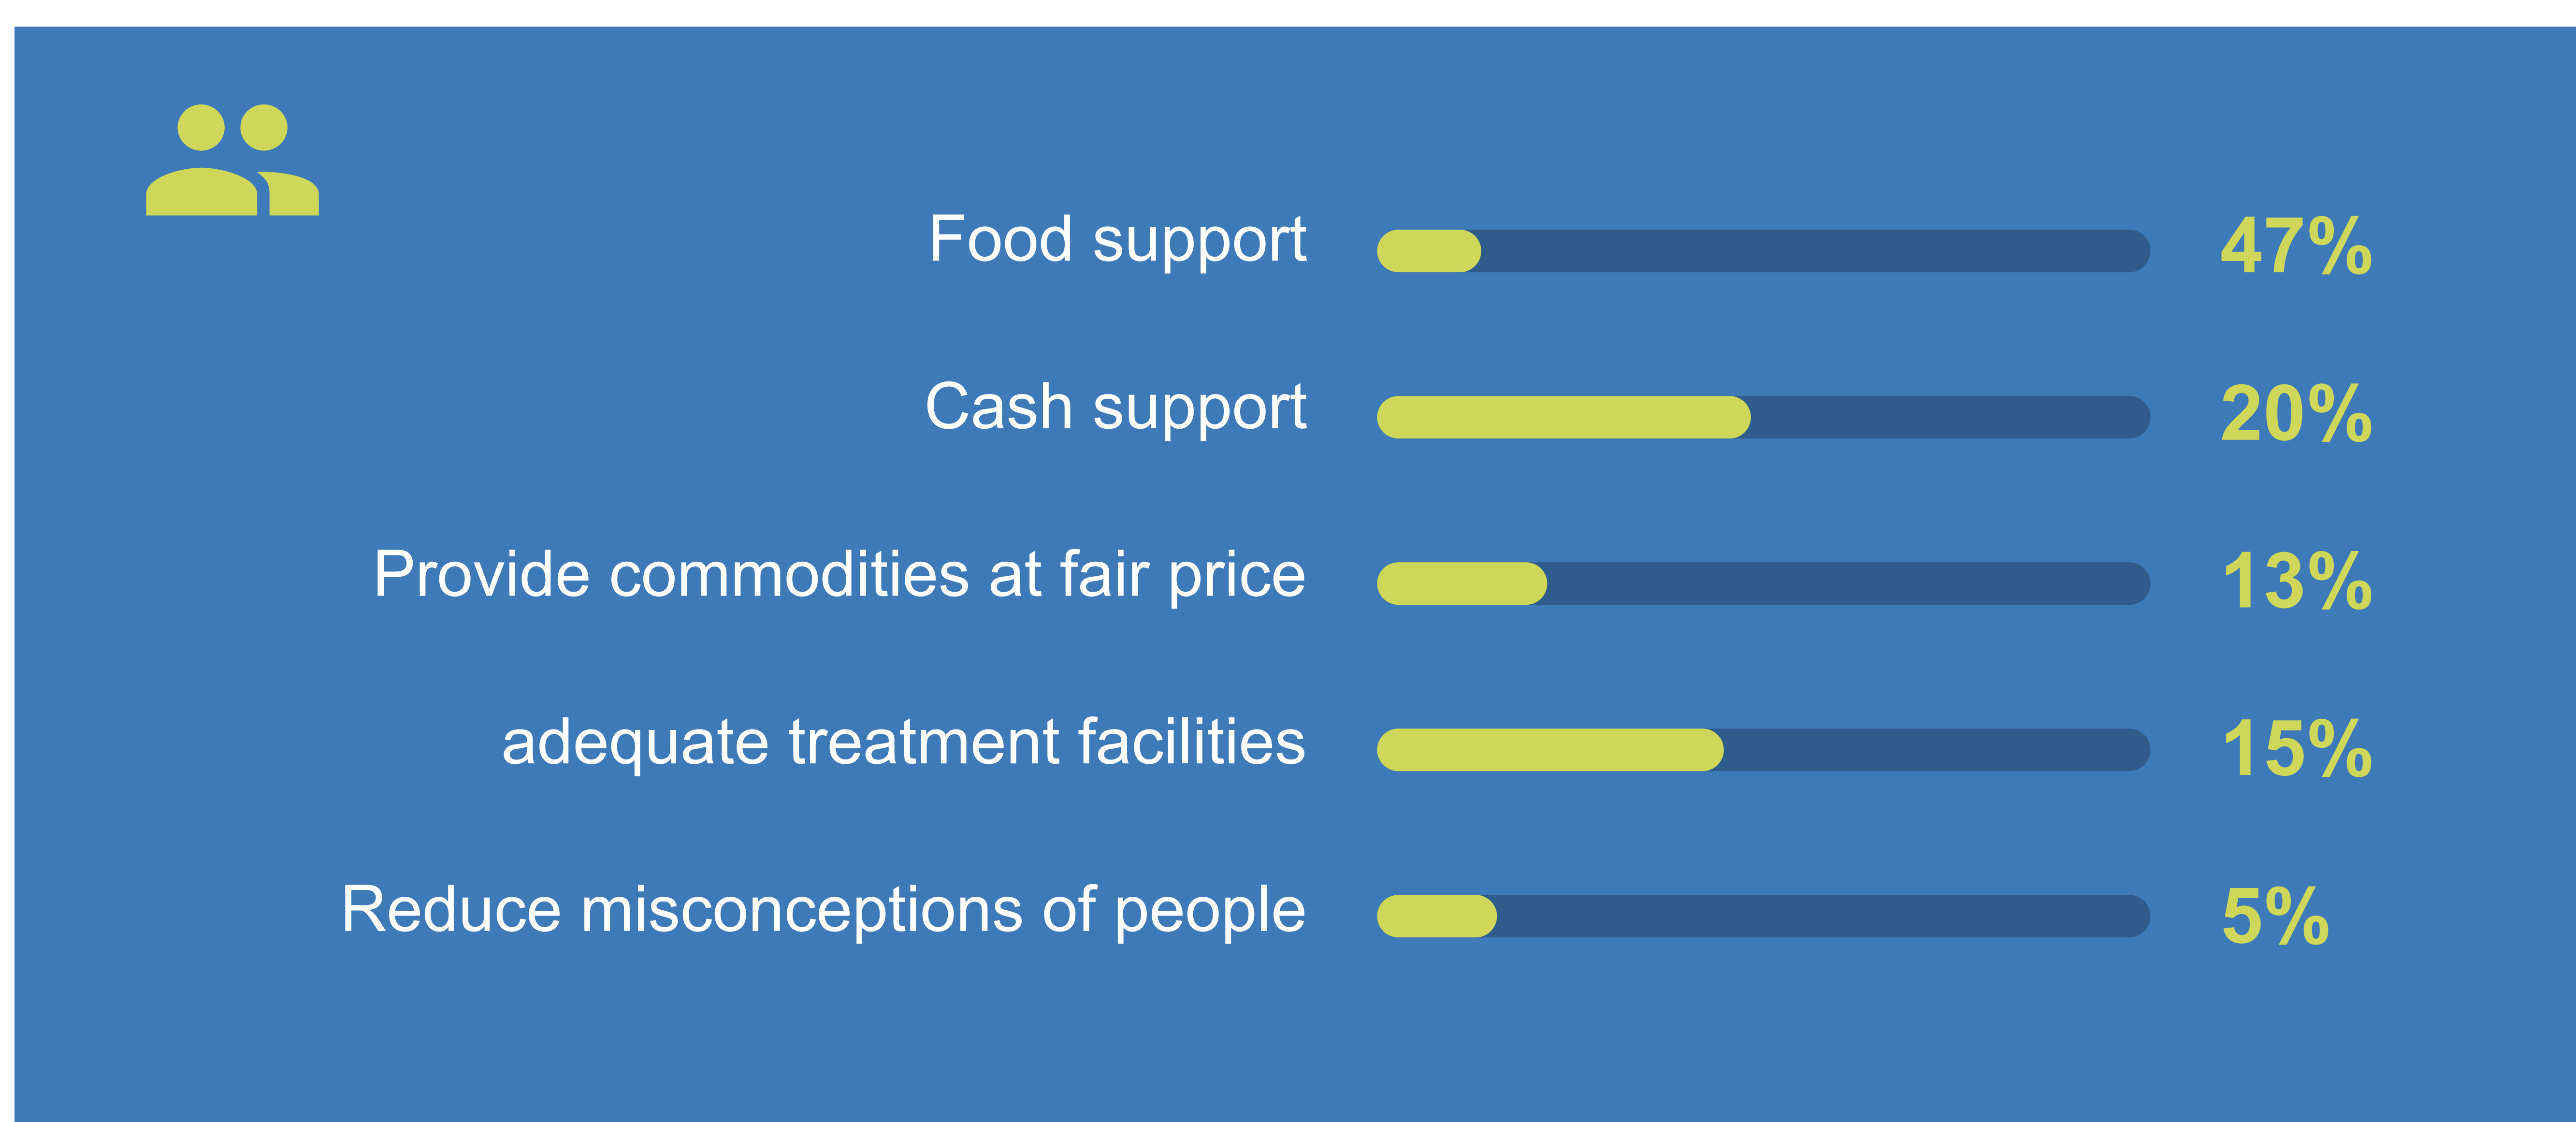 Food support 47%
Cash support 20%
Provide commodities at fair price 13%
adequate treatment facilities 15%
Reduce misconceptions of people 5%